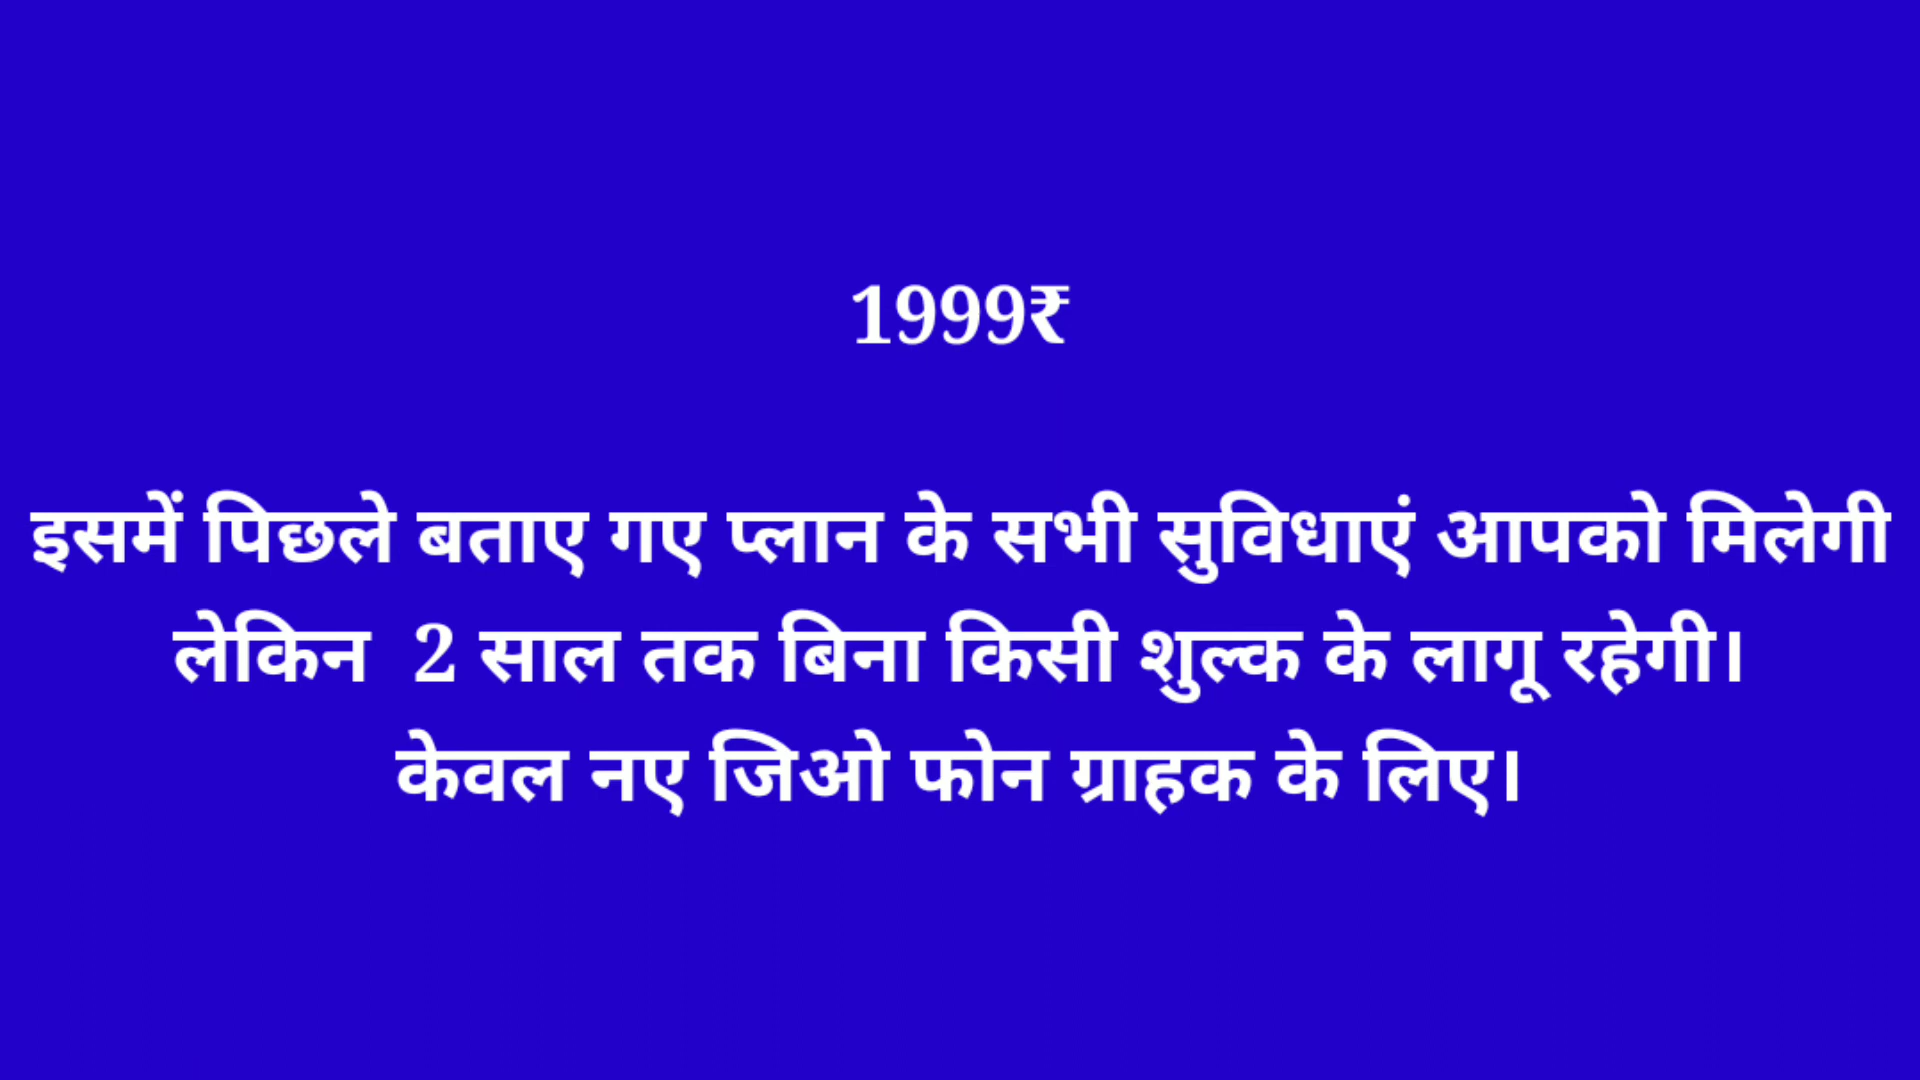 1999₹
इसमें पिछले बताए गए प्लान के सभी सुविधाएं आपको मिलेगी
लेकिन 2 साल तक बिना किसी शुल्क के लागू रहेगी।
केवल नए जिओ फोन ग्राहक के लिए।